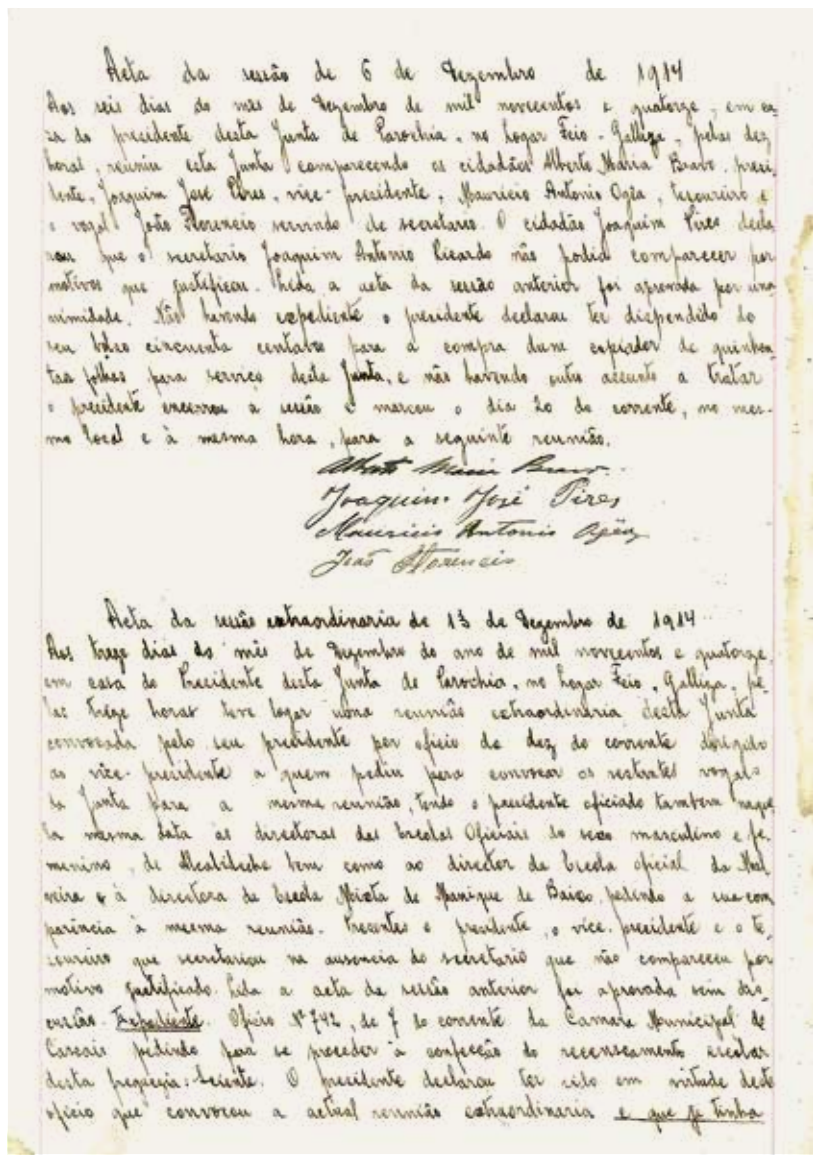 Acta da sessão de 6 de Dezembro de 1914
Aos seis dias do mês de Dezembro de mil novecentos e quatorze, em ca-
za do presidente desta Junta de Parochia, no logar Feio - Galliza, pelas dez
horas, reuniu esta Junta comparecendo os cidadãos Alberto Maria Bravo, presi-
dente, Joaquim José Pires, vice-presidente, Mauricio Antonio Ogêa, tesoureiro e
o vogal João Florencio servindo de secretario. O cidadão Joaquim Pires decla-
rou que o secretario Joaquim Antonio Ricardo não podia comparecer por
motivos que justificou. Lida a acta da sessão anterior foi aprovada por una-
nimidade. Não havendo expediente o presidente declarou ter dispendido do
seu bolso cincuenta centabos para a compra dum copiador de quinhen-
tas folhas para serviço desta Junta, e não havendo outro assunto a tratar
o presidente encerrou a sessão e marcou o dia 20 do corrente, no mes-
mo local e à mesma hora, para a seguinte reunião.
Alberto Maria Bravo
Joaquim José Pires
Mauricio Antonio Ogêa
João Florencio
Acta da sessão extraordinaria de 13 de Dezembro de 1914
Aos treze dias do mês de Dezembro do ano de mil novecentos e quatorze,
em casa do Presidente desta Junta de Parochia, no logar Feio, Galliza, pe-
las treze horas teve logar uma reunião extraordinaria desta Junta
convocada pelo seu presidente por oficio de dez do corrente dirigido
ao vice-presidente a quem pediu para convocar os restantes vogais
da Junta para a mesma reunião, tendo o presidente oficiado tambem naque-
la mesma data às directoras das Escolas Oficiais do sexo masculino e fe-
menino, de Alcabideche bem como ao director da Escola oficial da Mal-
veira e à directora da Escola Mixta de Manique de Baixo, pedindo a sua com-
parência à mesma reunião. Presentes o presidente, o vice-presidente e o te-
soureiro que secretariou na ausencia do secretario que não compareceu por
motivo justificado. Lida a acta da sessão anterior foi aprovada sem dis-
cussão. Expediente. Oficio Nº 742, de 7 do corrente da Camara Municipal de
Cascais pedindo para se proceder à confecção do recenseamento escolar
desta freguezia: Sciente. O presidente declarou ter sido em virtude deste
oficio que convocou a actual reunião extraordinaria e que já tinha